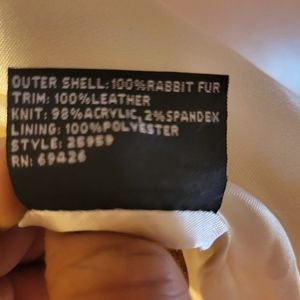 OUTER SHELL: 100% RABBIT FUR
TRIM: 100% LEATHER
KNIT: 98% ACRYLIC, 2% SPANDEX
LINING: 100% POLYESTER
STYLE: 25959
RN: 69426